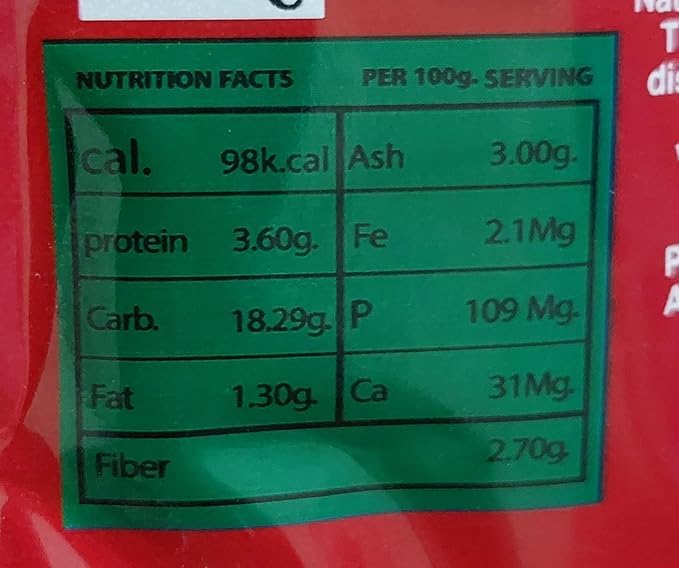 NUTRITION FACTS PER 100g- SERVING
cal. 98k.cal Ash 3.00g.
protein 3.60g. Fe 2.1Mg
Carb. 18.29g. P 109 Mg.
Fat 1.30g. Ca 31Mg.
Fiber 2.70g.